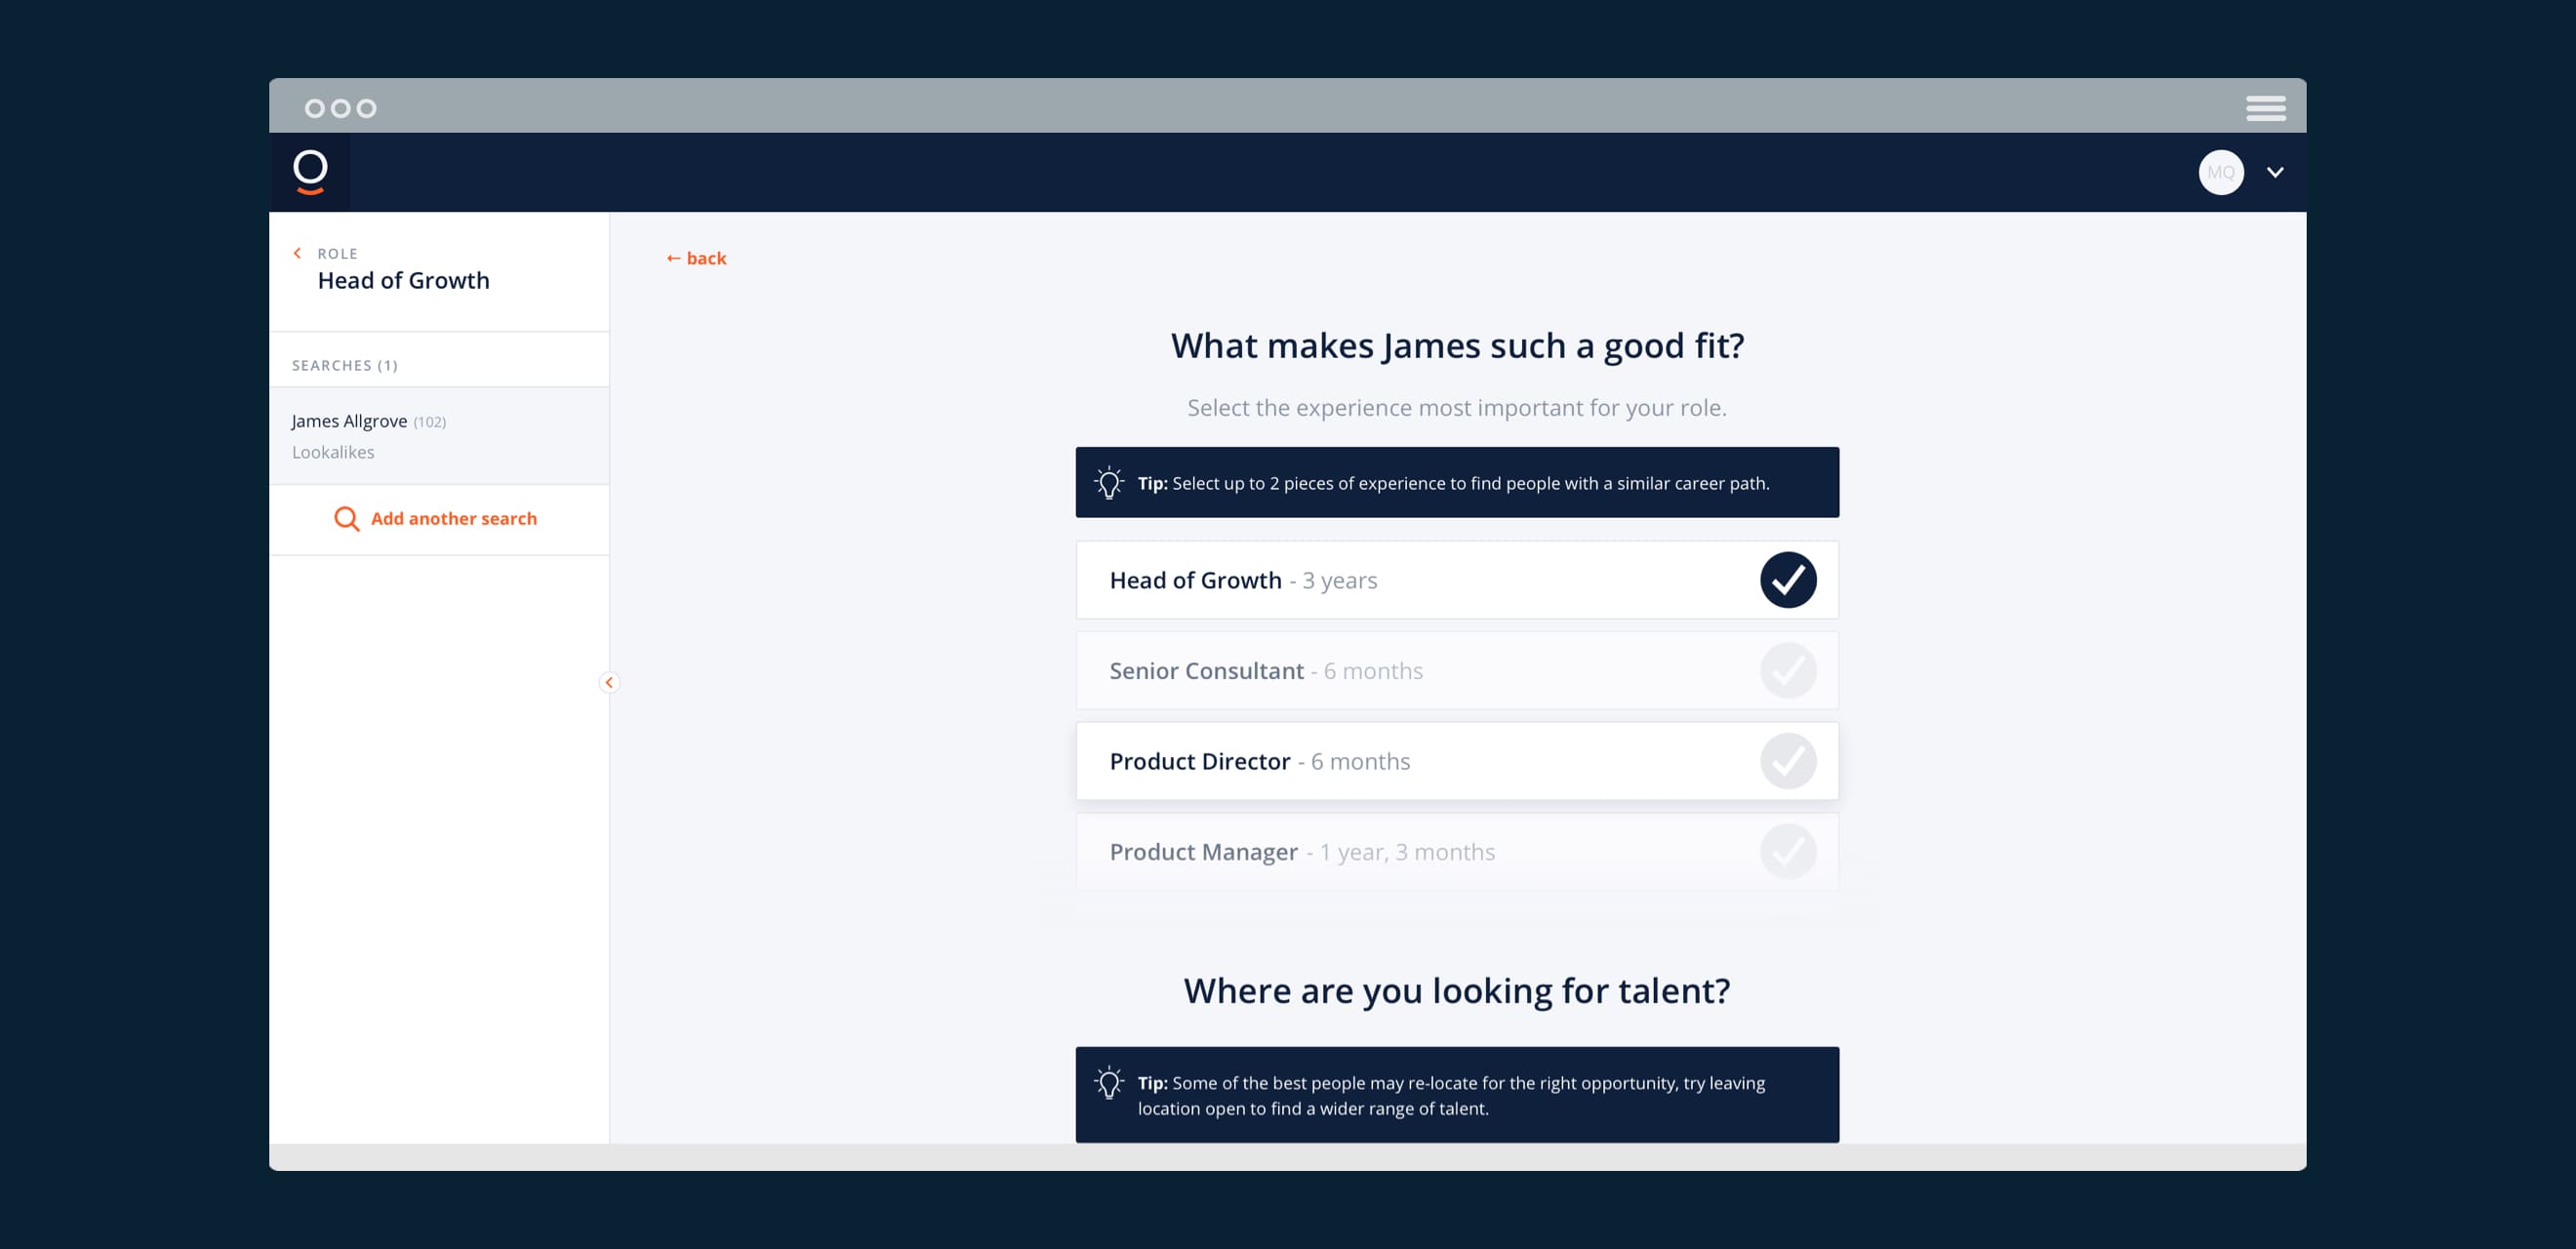 MQ
ROLE
Head of Growth
SEARCHES (1)
James Allgrove (102)
Lookalikes
Add another search
← back
What makes James such a good fit?
Select the experience most important for your role.
Tip: Select up to 2 pieces of experience to find people with a similar career path.
Head of Growth - 3 years
Senior Consultant - 6 months
Product Director - 6 months
Product Manager - 1 year, 3 months
Where are you looking for talent?
Tip: Some of the best people may re-locate for the right opportunity, try leaving
location open to find a wider range of talent.